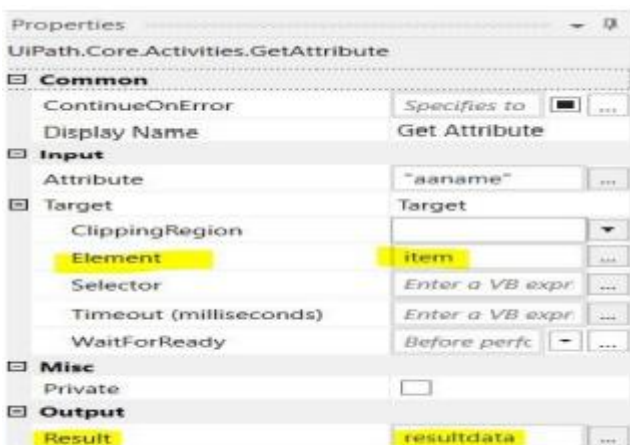 Properties
UiPath.Core.Activities.GetAttribute
Common
ContinueOnError Specifies to ...
Display Name Get Attribute
Input
Attribute "aaname" ...
Target Target
ClippingRegion
Element item ...
Selector Enter a VB expr ...
Timeout (milliseconds) Enter a VB expr ...
WaitForReady Before perfc ...
Misc
Private
Output
Result resultdata ...